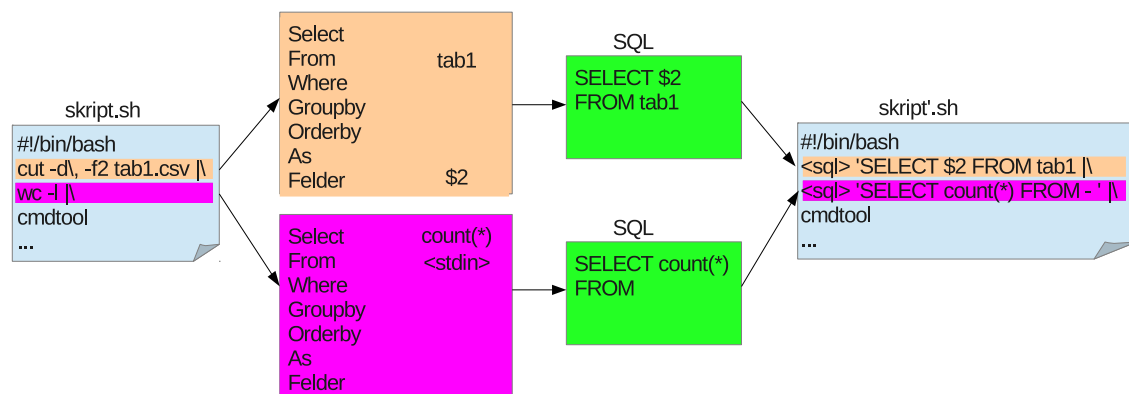 skript.sh
#!/bin/bash
cut -d\, -f2 tab1.csv |\
wc -l |\
cmdtool
...
Select
From tab1
Where
Groupby
Orderby
As
Felder $2
Select count(*)
From <stdin>
Where
Groupby
Orderby
As
Felder
SQL
SELECT $2
FROM tab1
SQL
SELECT count(*)
FROM
skript'.sh
#!/bin/bash
<sql> 'SELECT $2 FROM tab1 |\
<sql> 'SELECT count(*) FROM - ' |\
cmdtool
...